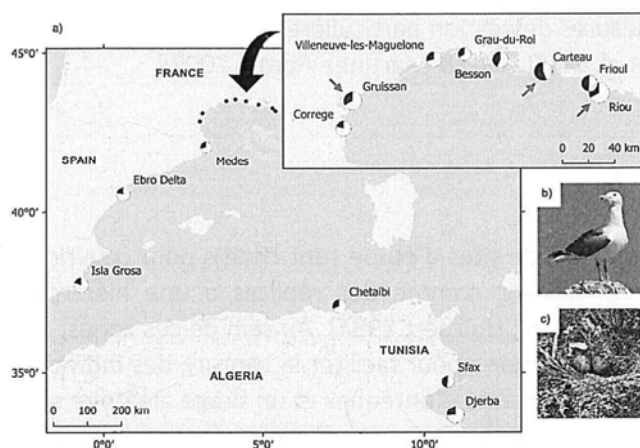 a)
45°0'
FRANCE
SPAIN
Medes
Ebro Delta
40°0'
Isla Grosa
Chetaibi
TUNISIA
ALGERIA
Sfax
35°0'
Djerba
0 100 200 km
0°0' 5°0' 10°0'
Villeneuve-les-Maguelone
Grau-du-Roi
Besson
Carteau
Gruissan
Frioul
Correge
Riou
0 20 40 km
b)
c)